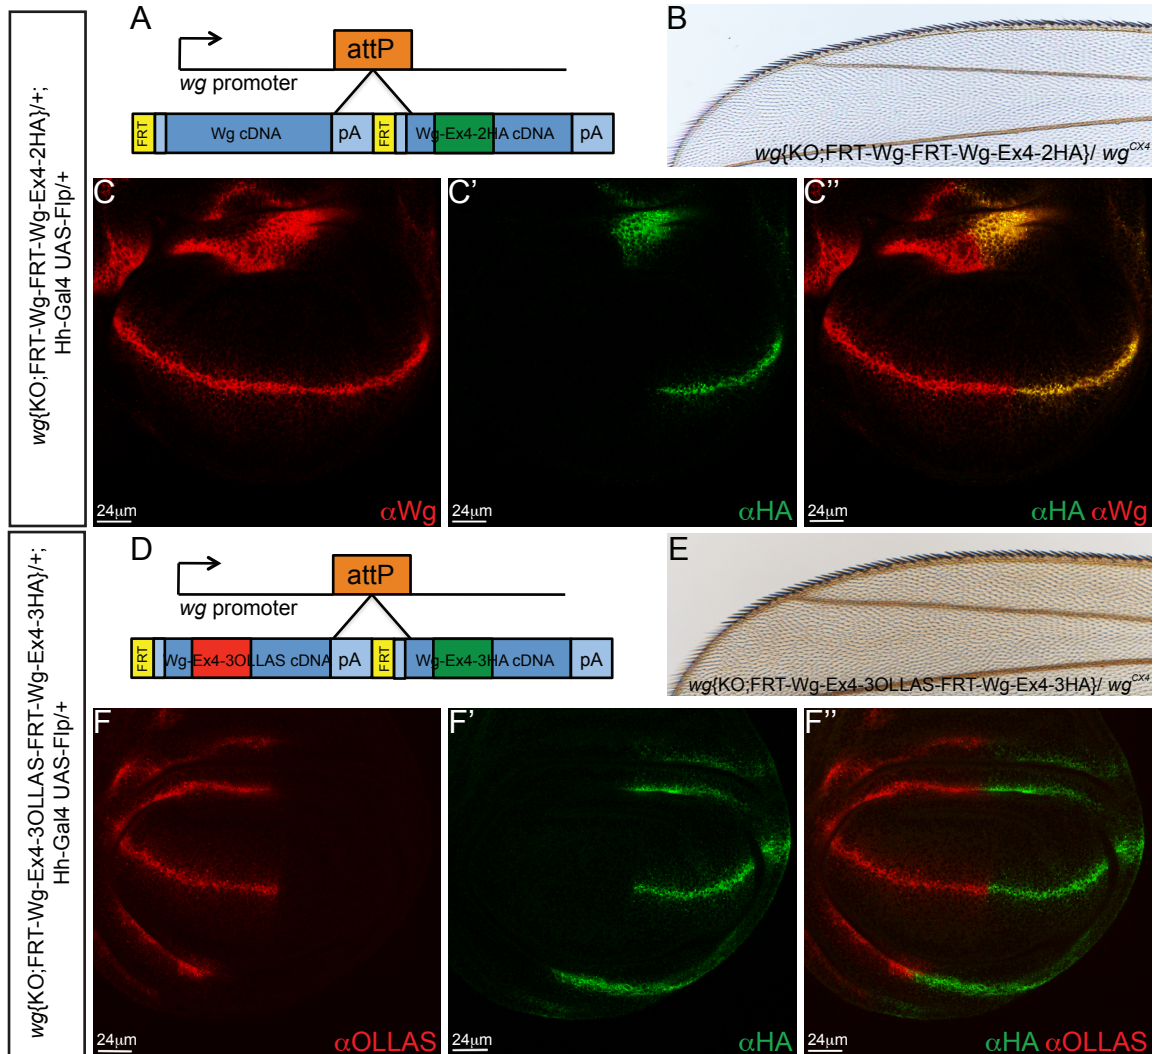 wg{KO;FRT-Wg-FRT-Wg-Ex4-2HA}/+;
Hh-Gal4 UAS-Flp/+
A
attP
wg promoter
FRT
Wg cDNA
pA
FRT
Wg-Ex4-2HA cDNA
pA
B
wg{KO;FRT-Wg-FRT-Wg-Ex4-2HA}/ wgCX4
C
24µm
αWg
C'
24µm
αHA
C''
24µm
αHA αWg
wg{KO;FRT-Wg-Ex4-3OLLAS-FRT-Wg-Ex4-3HA}/+;
Hh-Gal4 UAS-Flp/+
D
attP
wg promoter
FRT
Wg-Ex4-3OLLAS cDNA
pA
FRT
Wg-Ex4-3HA cDNA
pA
E
wg{KO;FRT-Wg-Ex4-3OLLAS-FRT-Wg-Ex4-3HA}/ wgCX4
F
24µm
αOLLAS
F'
24µm
αHA
F''
24µm
αHA αOLLAS